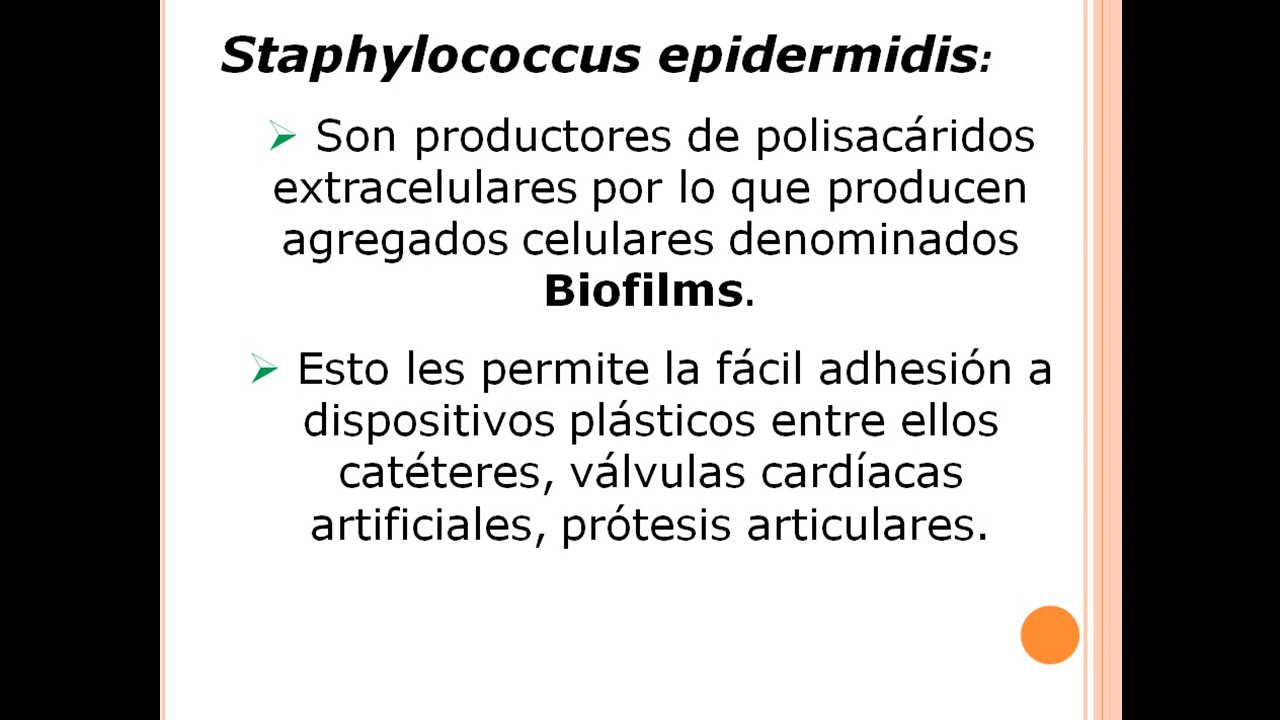 Staphylococcus epidermidis:
➢ Son productores de polisacáridos
extracelulares por lo que producen
agregados celulares denominados
Biofilms.
➢ Esto les permite la fácil adhesión a
dispositivos plásticos entre ellos
catéteres, válvulas cardíacas
artificiales, prótesis articulares.